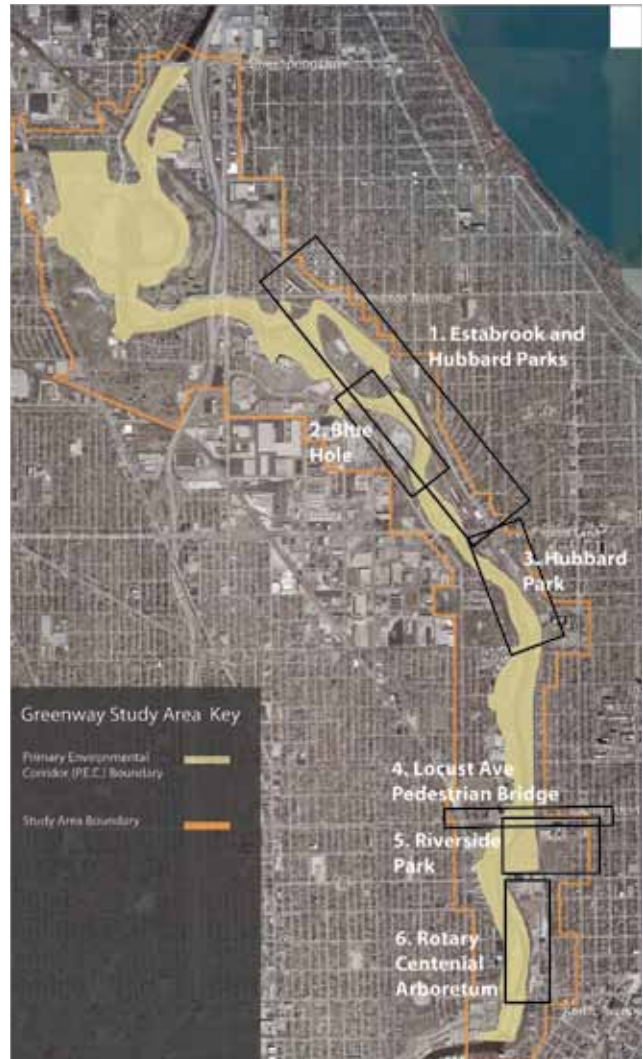 1. Estabrook and
Hubbard Parks
2. Blue
Hole
3. Hubbard
Park
Greenway Study Area Key
Primary Environmental
Corridor (P.E.C.) Boundary
Study Area Boundary
4. Locust Ave
Pedestrian Bridge
5. Riverside
Park
6. Rotary
Centenial
Arboretum